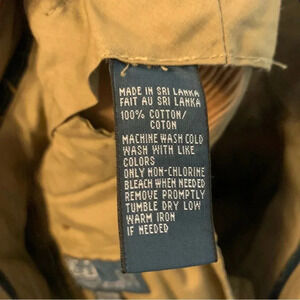 MADE IN SRI LANKA
FAIT AU SRI LANKA
100% COTTON/
COTON
MACHINE WASH COLD
WASH WITH LIKE
COLORS
ONLY NON-CHLORINE
BLEACH WHEN NEEDED
REMOVE PROMPTLY
TUMBLE DRY LOW
WARM IRON
IF NEEDED